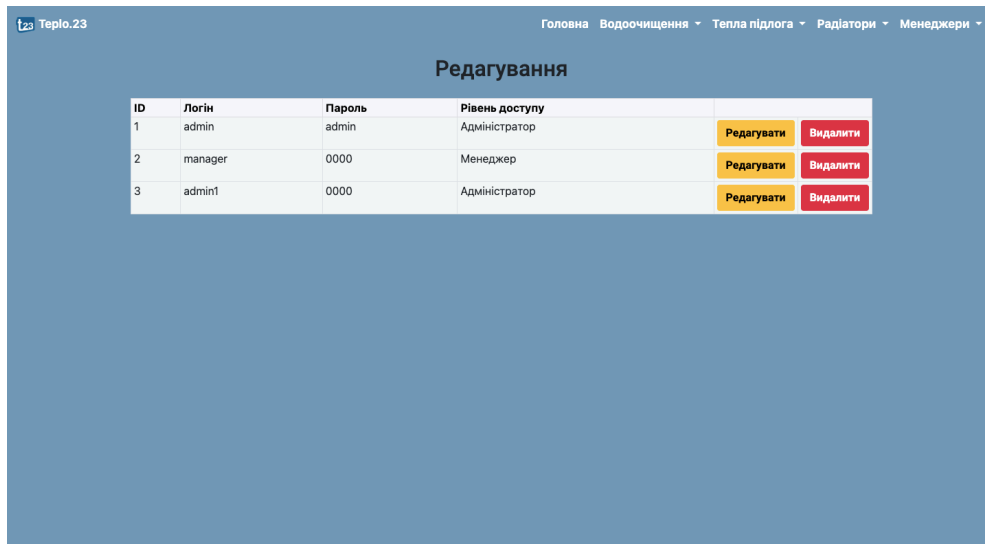 t23 Teplo.23 Головна Водоочищення Тепла підлога Радіатори Менеджери
Редагування
ID Логін Пароль Рівень доступу
1 admin admin Адміністратор Редагувати Видалити
2 manager 0000 Менеджер Редагувати Видалити
3 admin1 0000 Адміністратор Редагувати Видалити